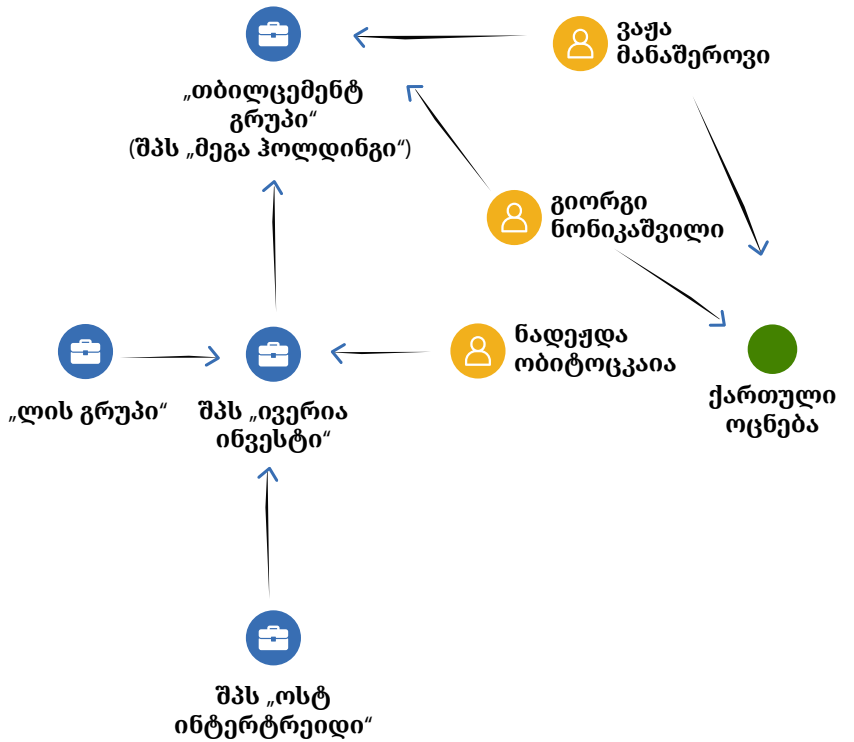 ვაჟა
მანაშეროვი
„თბილცემენტ
გრუპი“
(შპს „მეგა ჰოლდინგი“)
გიორგი
ნონიკაშვილი
ნადეჟდა
ობიტოცკაია
„ლის გრუპი“
შპს „ივერია
ინვესტი“
ქართული
ოცნება
შპს „ოსტ
ინტერტრეიდი“